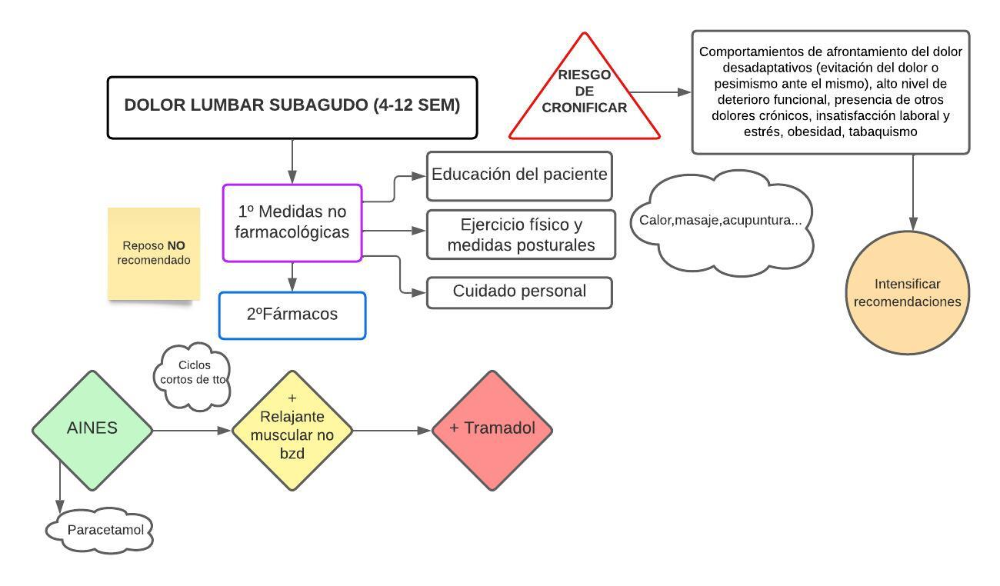 RIESGO
DE
CRONIFICAR
Comportamientos de afrontamiento del dolor
desadaptativos (evitación del dolor o
pesimismo ante el mismo), alto nivel de
deterioro funcional, presencia de otros
dolores crónicos, insatisfacción laboral y
estrés, obesidad, tabaquismo
DOLOR LUMBAR SUBAGUDO (4-12 SEM)
Educación del paciente
1º Medidas no
farmacológicas
Ejercicio físico y
medidas posturales
Calor,masaje,acupuntura...
Reposo NO
recomendado
Cuidado personal
Intensificar
recomendaciones
2ºFármacos
Ciclos
cortos de tto
AINES
+
Relajante
muscular no
bzd
+ Tramadol
Paracetamol